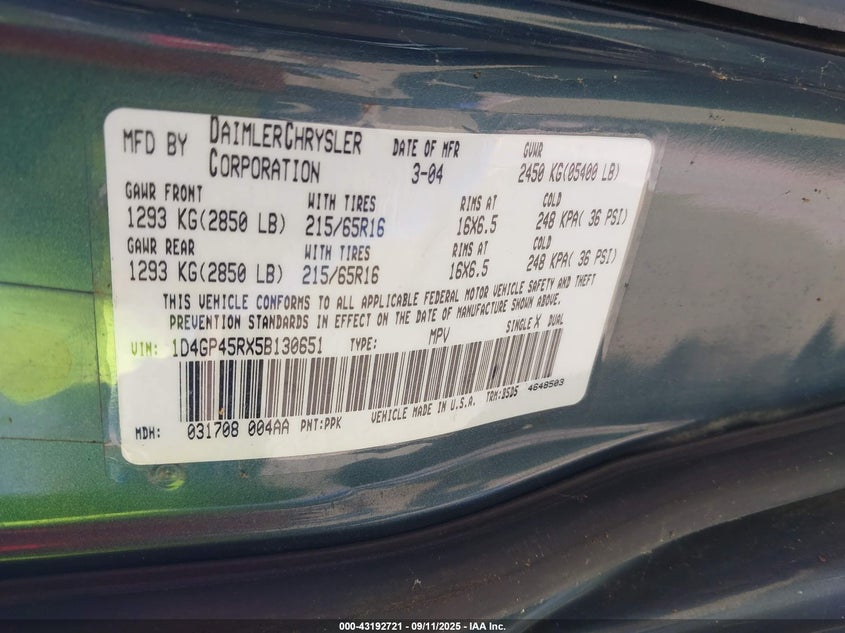 MFD BY DAIMLERCHRYSLER CORPORATION DATE OF MFR 3-04 GVWR 2450 KG(05400 LB)
GAWR FRONT WITH TIRES RIMS AT COLD
1293 KG(2850 LB) 215/65R16 16X6.5 248 KPA( 36 PSI)
GAWR REAR WITH TIRES RIMS AT COLD
1293 KG(2850 LB) 215/65R16 16X6.5 248 KPA( 36 PSI)
THIS VEHICLE CONFORMS TO ALL APPLICABLE FEDERAL MOTOR VEHICLE SAFETY AND THEFT
PREVENTION STANDARDS IN EFFECT ON THE DATE OF MANUFACTURE SHOWN ABOVE.
VIN: 1D4GP45RX5B130651 TYPE: MPV SINGLE X DUAL
MDH: 031708 004AA PNT:PPK VEHICLE MADE IN U.S.A. TRM:D5D5 4648503
000-43192721 - 09/11/2025 - IAA Inc.